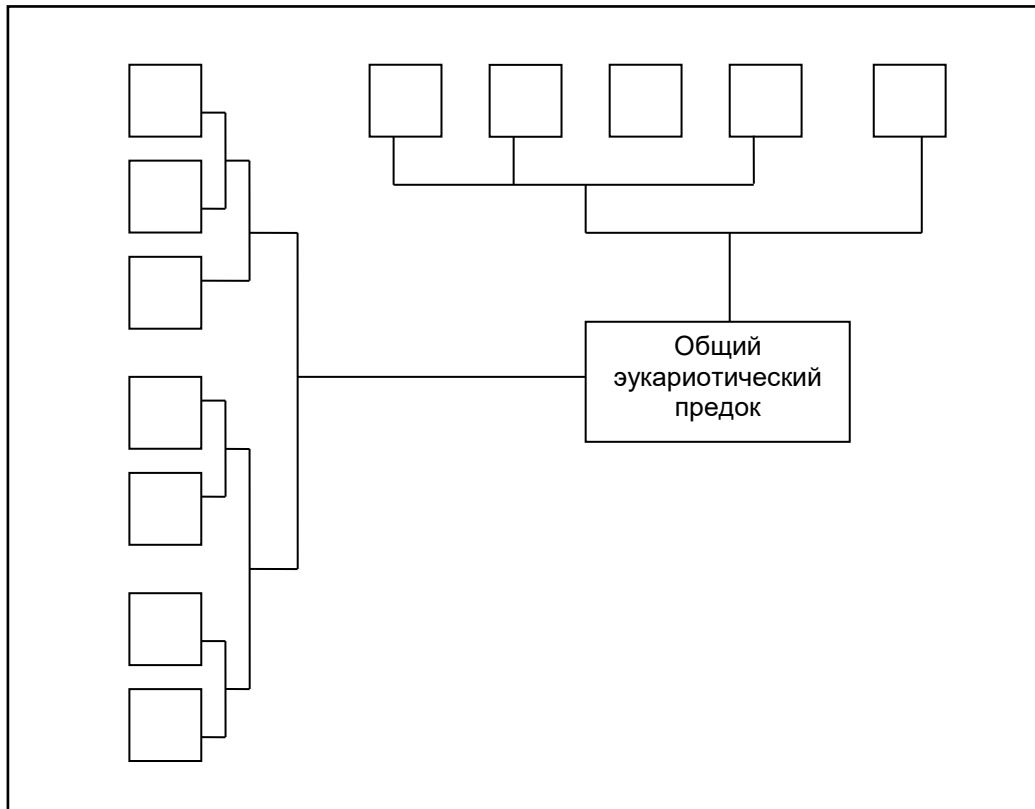 Общий
эукариотический
предок